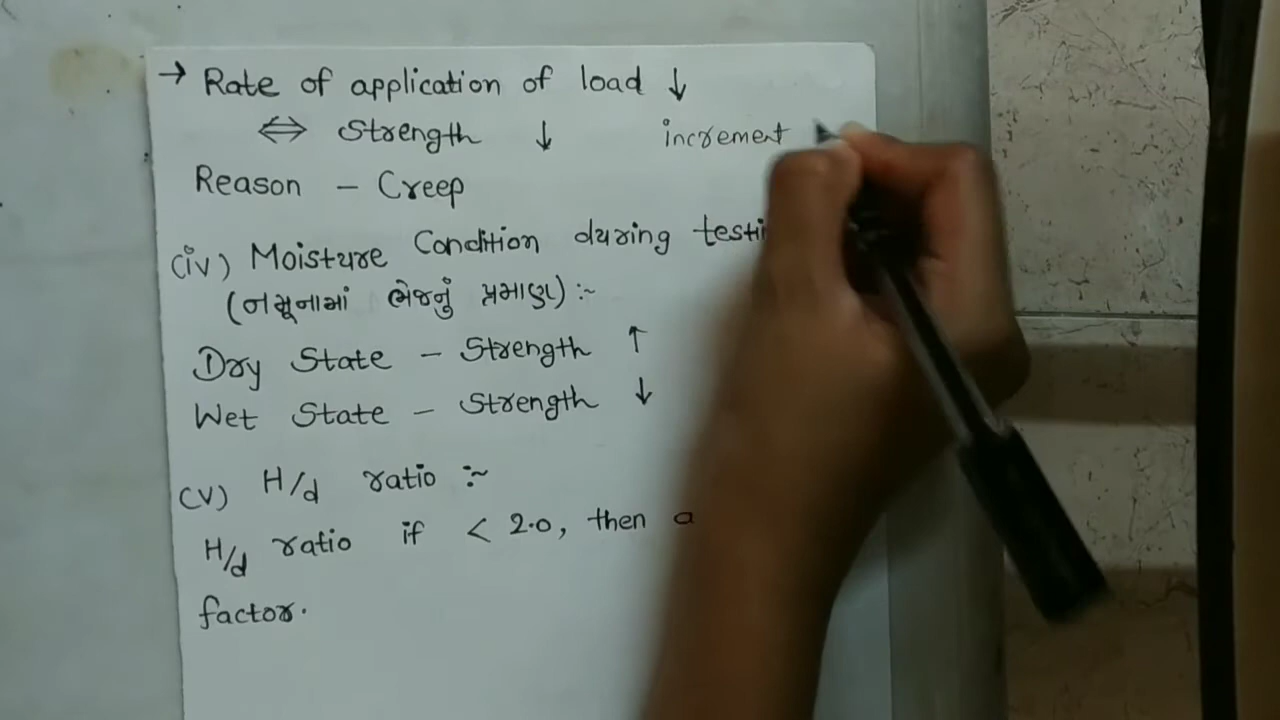 → Rate of application of load ↓
⇔ Strength ↓ increment
Reason - Creep
(iv) Moisture Condition during testi
(નમૂનામાં ભેજનું પ્રમાણ) :~
Dry State - Strength ↑
Wet State - Strength ↓
(v) H/d ratio :~
H/d ratio if < 2.0, then a
factor.